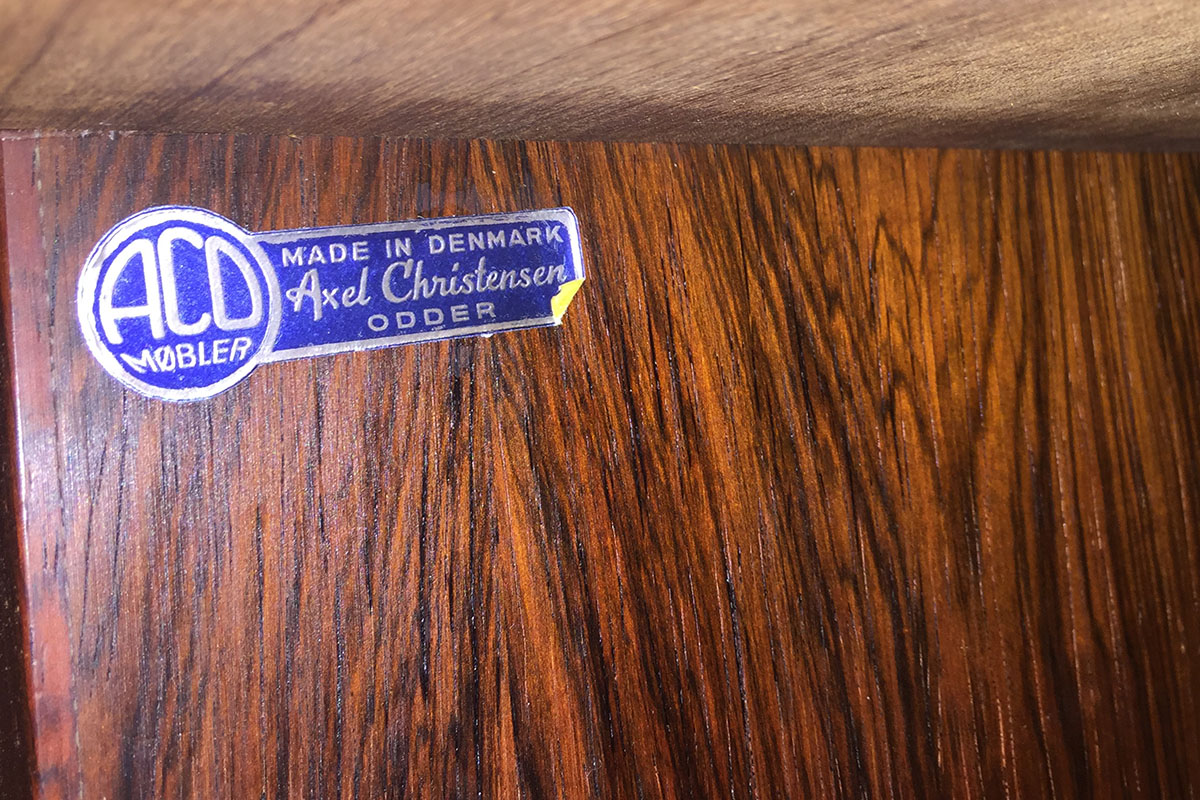 ACO
MØBLER
MADE IN DENMARK
Axel Christensen
ODDER